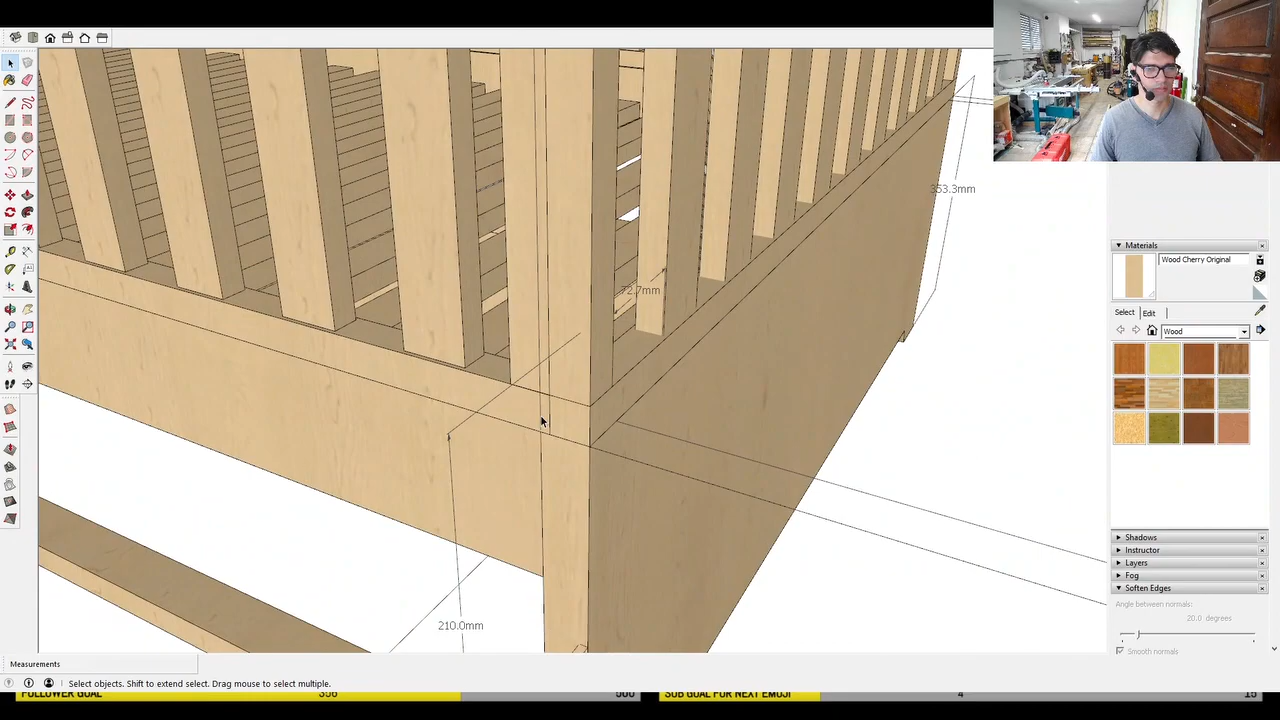 353.3mm
72.7mm
210.0mm
Materials
Wood Cherry Original
Select
Edit
Wood
Shadows
Instructor
Layers
Fog
Soften Edges
Angle between normals:
20.0 degrees
Smooth normals
Measurements
Select objects. Shift to extend select. Drag mouse to select multiple.
FOLLOWER GOAL 356 500 SUB GOAL FOR NEXT EMOJI 4 15